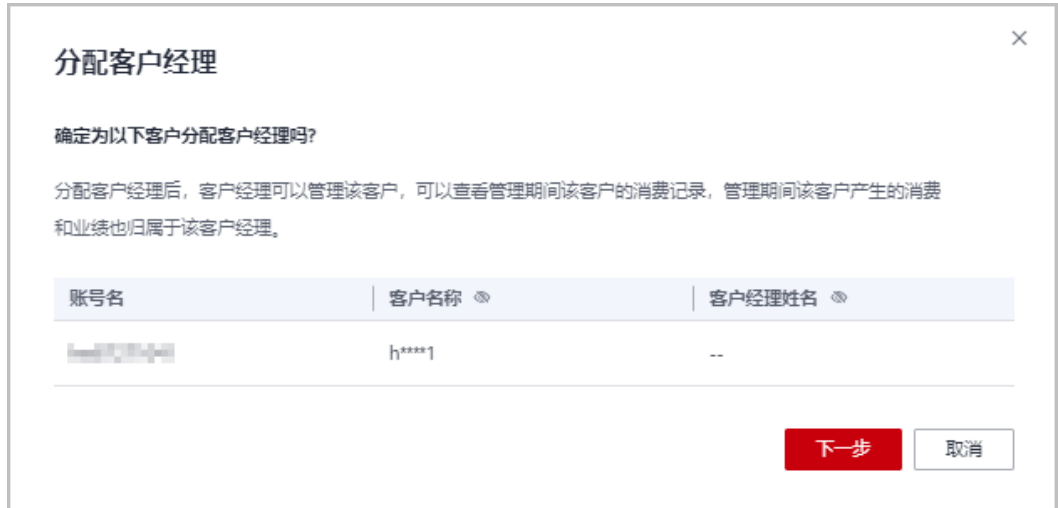 分配客户经理
确定为以下客户分配客户经理吗?
分配客户经理后，客户经理可以管理该客户，可以查看管理期间该客户的消费记录，管理期间该客户产生的消费
和业绩也归属于该客户经理。
账号名 客户名称 客户经理姓名
h****1 --
下一步 取消